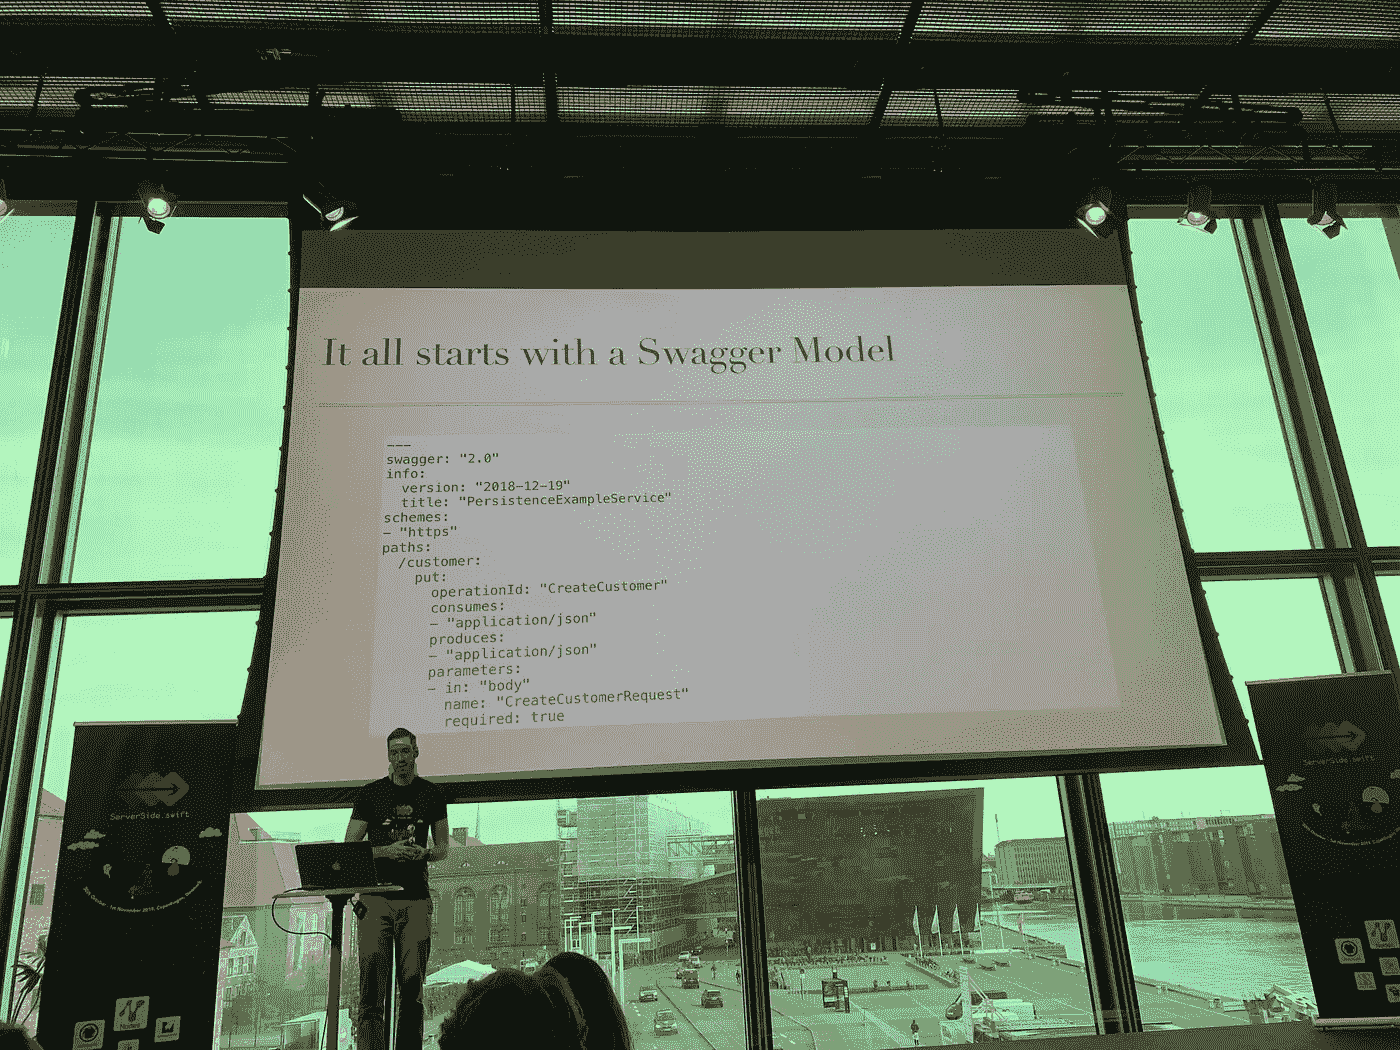 It all starts with a Swagger Model
---
swagger: "2.0"
info:
  version: "2018-12-19"
  title: "PersistenceExampleService"
schemes:
- "https"
paths:
  /customer:
    put:
      operationId: "CreateCustomer"
      consumes:
      - "application/json"
      produces:
      - "application/json"
      parameters:
      - in: "body"
        name: "CreateCustomerRequest"
        required: true
ServerSide.swift
ServerSide.swift
Nodes